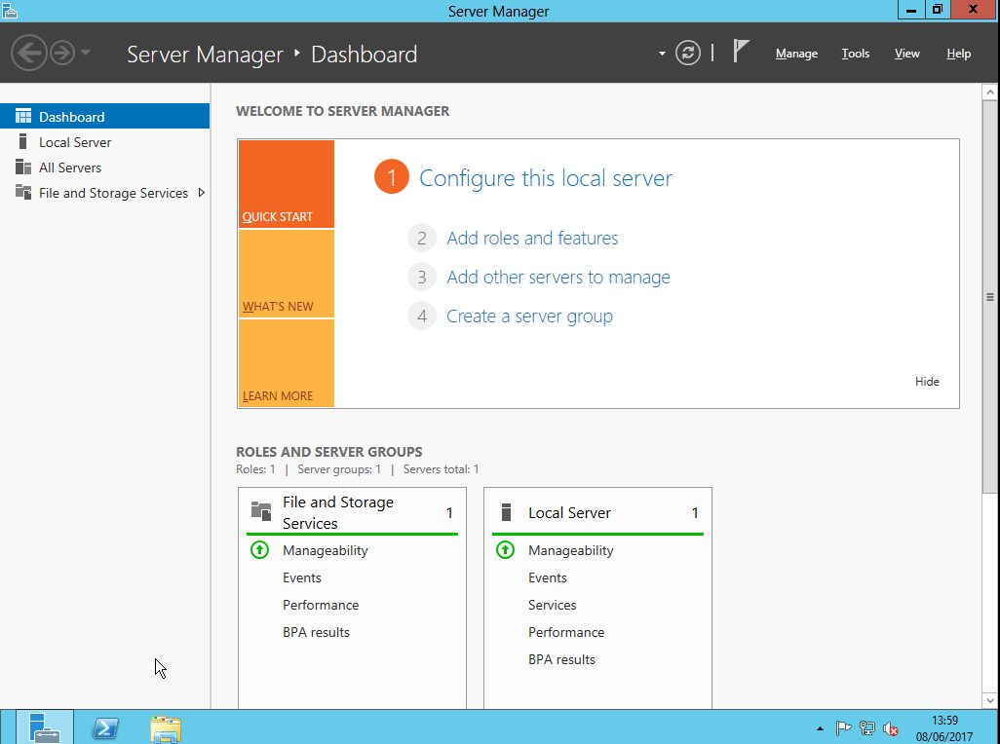 Server Manager
Server Manager ‣ Dashboard
Manage Tools View Help
Dashboard
Local Server
All Servers
File and Storage Services
WELCOME TO SERVER MANAGER
QUICK START
WHAT'S NEW
LEARN MORE
1 Configure this local server
2 Add roles and features
3 Add other servers to manage
4 Create a server group
Hide
ROLES AND SERVER GROUPS
Roles: 1 | Server groups: 1 | Servers total: 1
File and Storage
Services 1
Manageability
Events
Performance
BPA results
Local Server 1
Manageability
Events
Services
Performance
BPA results
13:59
08/06/2017